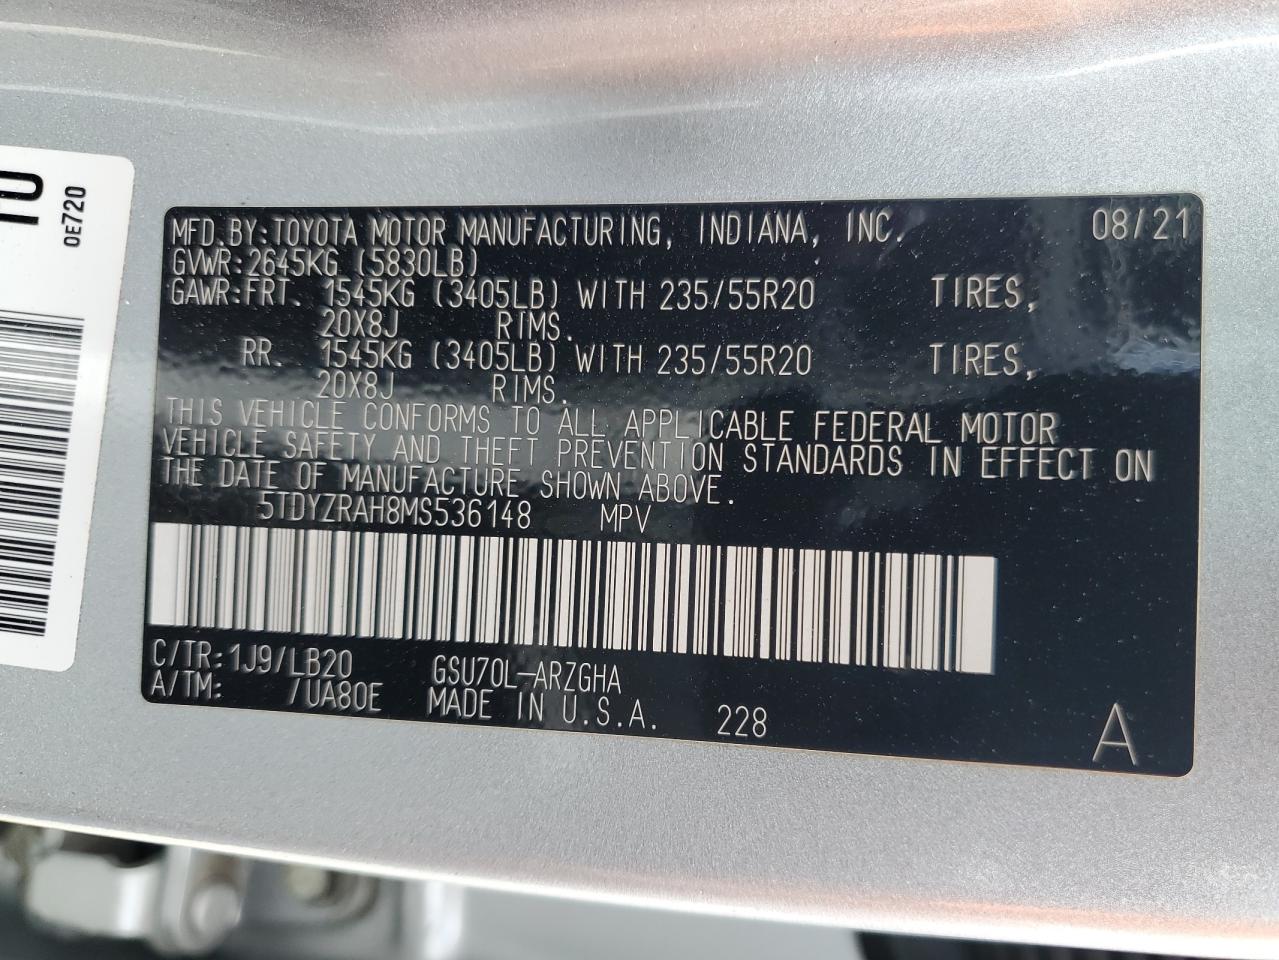 10
0E720
MFD.BY:TOYOTA MOTOR MANUFACTURING, INDIANA, INC. 08/21
GVWR:2645KG (5830LB)
GAWR:FRT. 1545KG (3405LB) WITH 235/55R20 TIRES,
20X8J RIMS.
RR. 1545KG (3405LB) WITH 235/55R20 TIRES,
20X8J RIMS.
THIS VEHICLE CONFORMS TO ALL APPLICABLE FEDERAL MOTOR
VEHICLE SAFETY AND THEFT PREVENTION STANDARDS IN EFFECT ON
THE DATE OF MANUFACTURE SHOWN ABOVE.
5TDYZRAH8MS536148 MPV
C/TR:1J9/LB20 GSU70L-ARZGHA
A/TM: /UA80E MADE IN U.S.A. 228
A